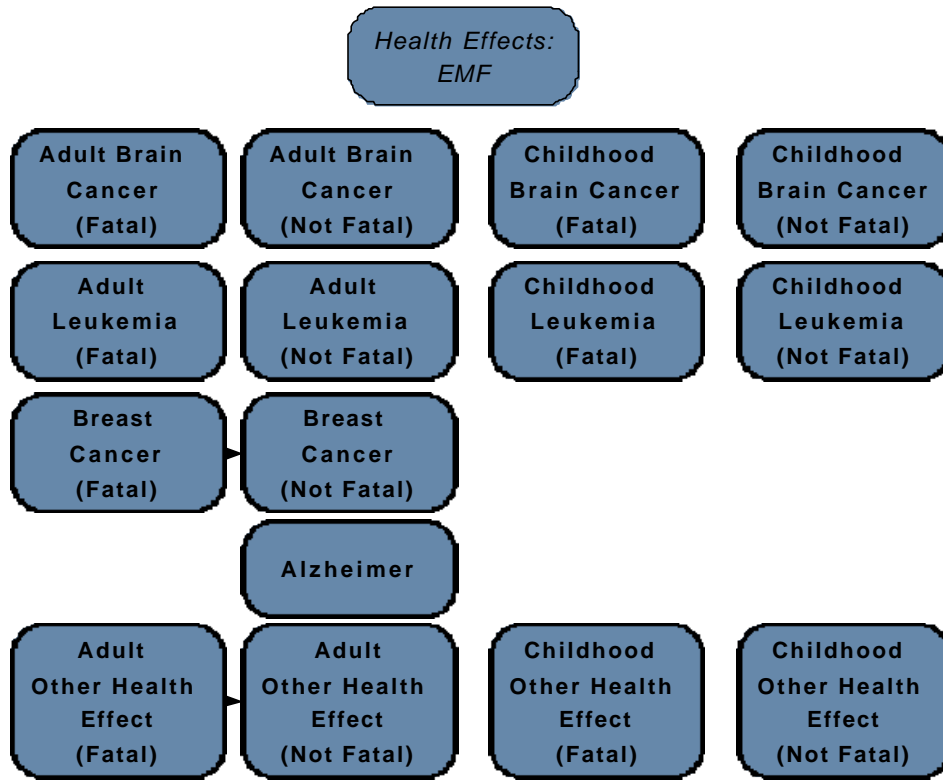 Health Effects:
EMF
Adult Brain
Cancer
(Fatal)
Adult Brain
Cancer
(Not Fatal)
Childhood
Brain Cancer
(Fatal)
Childhood
Brain Cancer
(Not Fatal)
Adult
Leukemia
(Fatal)
Adult
Leukemia
(Not Fatal)
Childhood
Leukemia
(Fatal)
Childhood
Leukemia
(Not Fatal)
Breast
Cancer
(Fatal)
Breast
Cancer
(Not Fatal)
Alzheimer
Adult
Other Health
Effect
(Fatal)
Adult
Other Health
Effect
(Not Fatal)
Childhood
Other Health
Effect
(Fatal)
Childhood
Other Health
Effect
(Not Fatal)